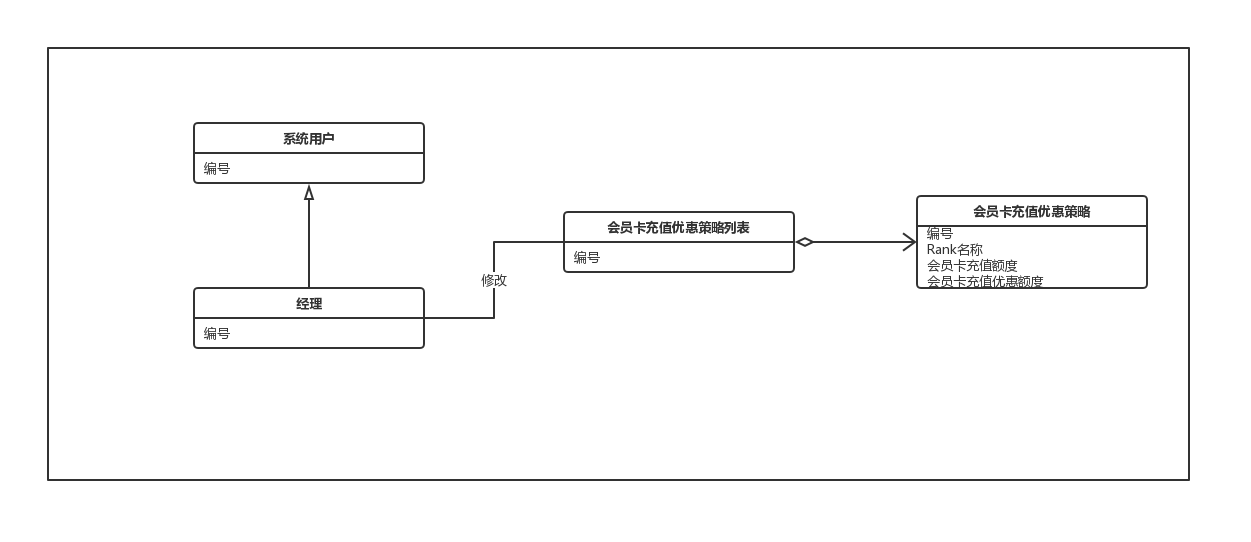 系统用户
编号
经理
编号
修改
会员卡充值优惠策略列表
编号
会员卡充值优惠策略
编号
Rank名称
会员卡充值额度
会员卡充值优惠额度